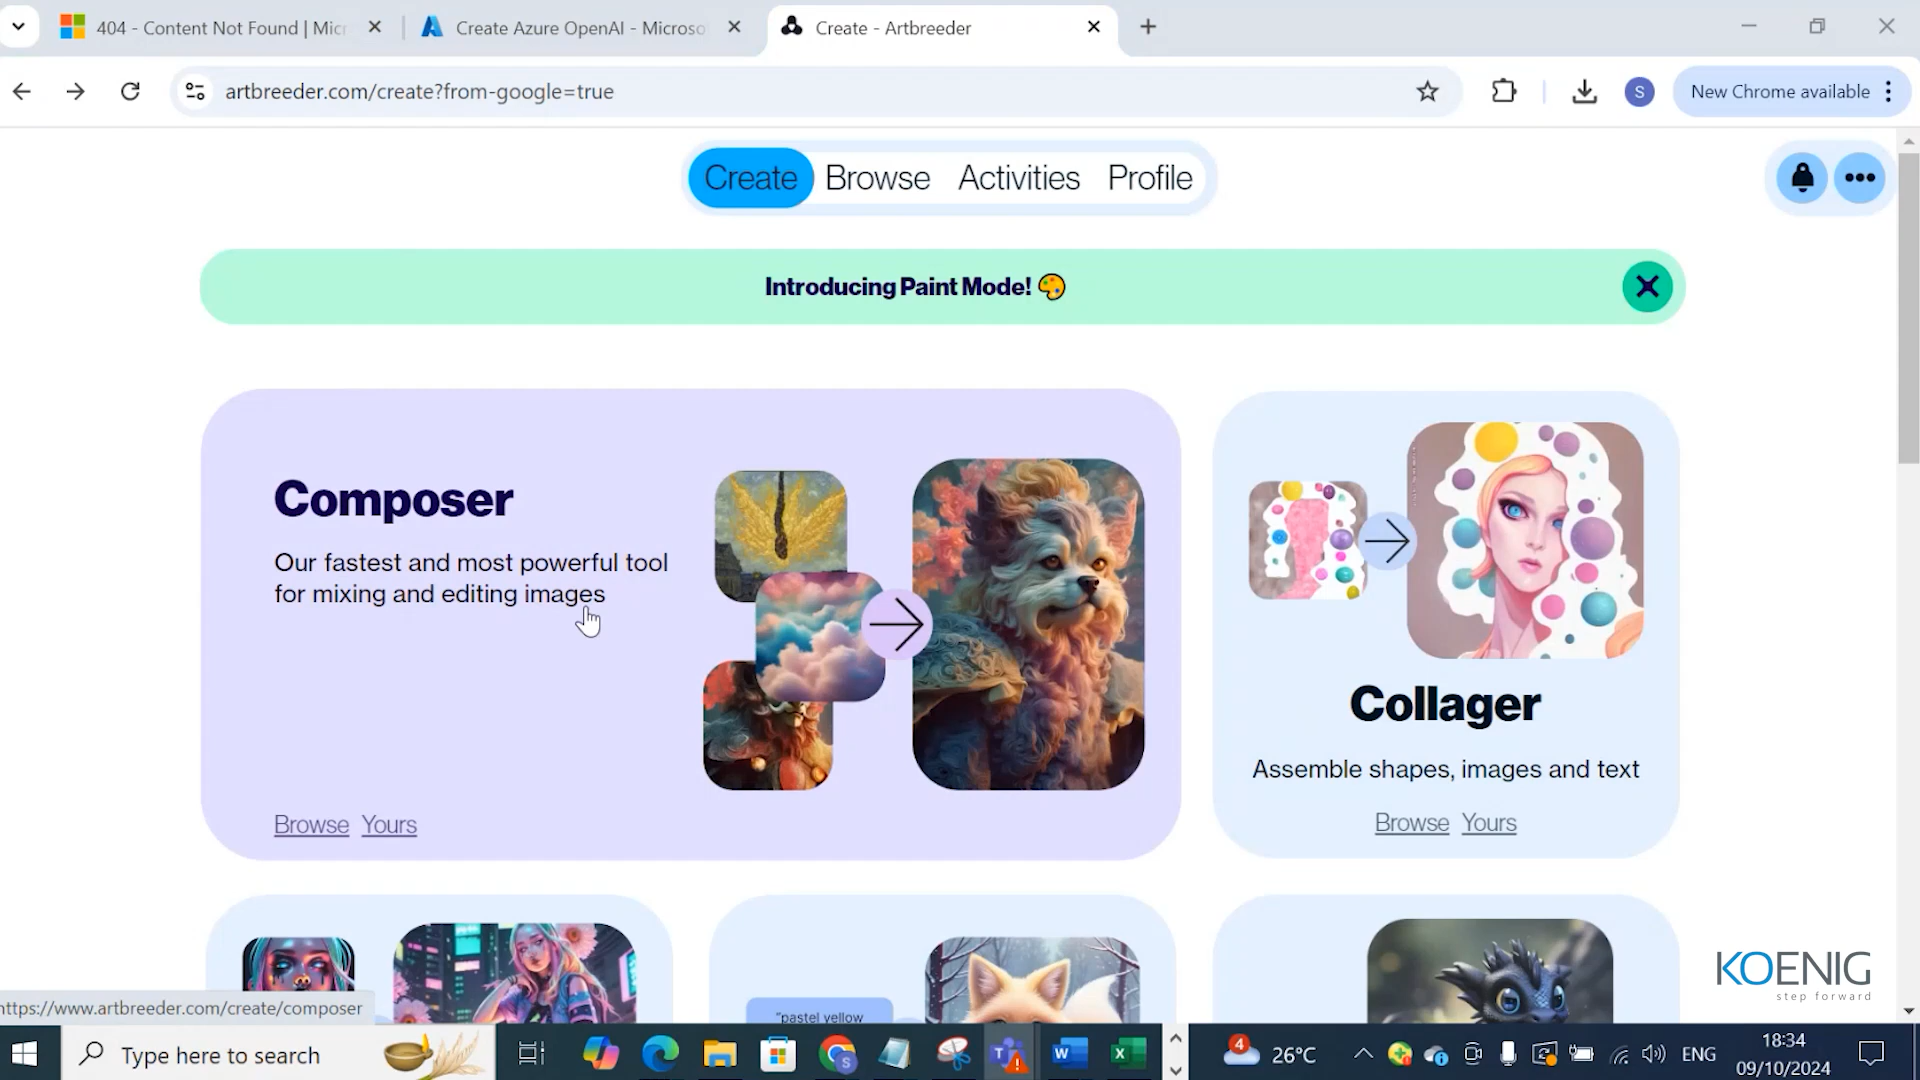 404 - Content Not Found | Micr
Create Azure OpenAI - Microso
Create - Artbreeder
artbreeder.com/create?from-google=true
S
New Chrome available
Create
Browse
Activities
Profile
Introducing Paint Mode!
Composer
Our fastest and most powerful tool
for mixing and editing images
Browse Yours
Collager
Assemble shapes, images and text
Browse Yours
"pastel yellow
KOENIG
step forward
https://www.artbreeder.com/create/composer
Type here to search
S
4
26°C
ENG
18:34
09/10/2024